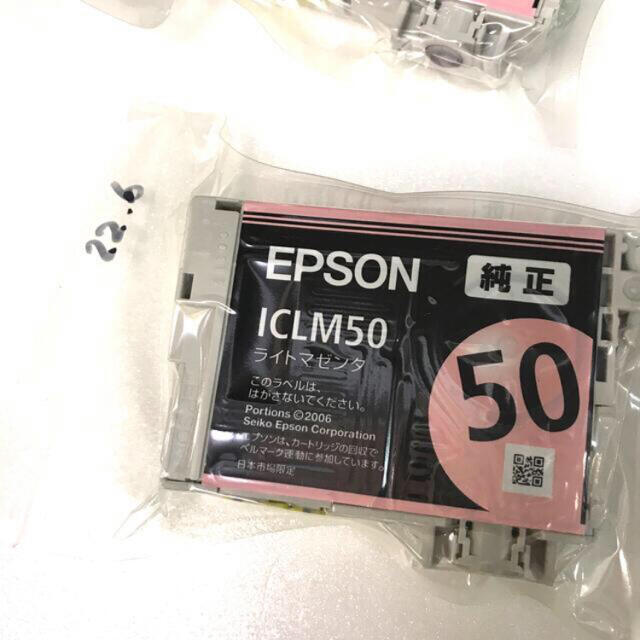 22.6
EPSON 純正
ICLM50
ライトマゼンタ
50
このラベルは、
はがさないでください。
Portions ©2006
Seiko Epson Corporation
エプソンは、カートリッジの回収で
ベルマーク運動に参加しています。
日本市場限定